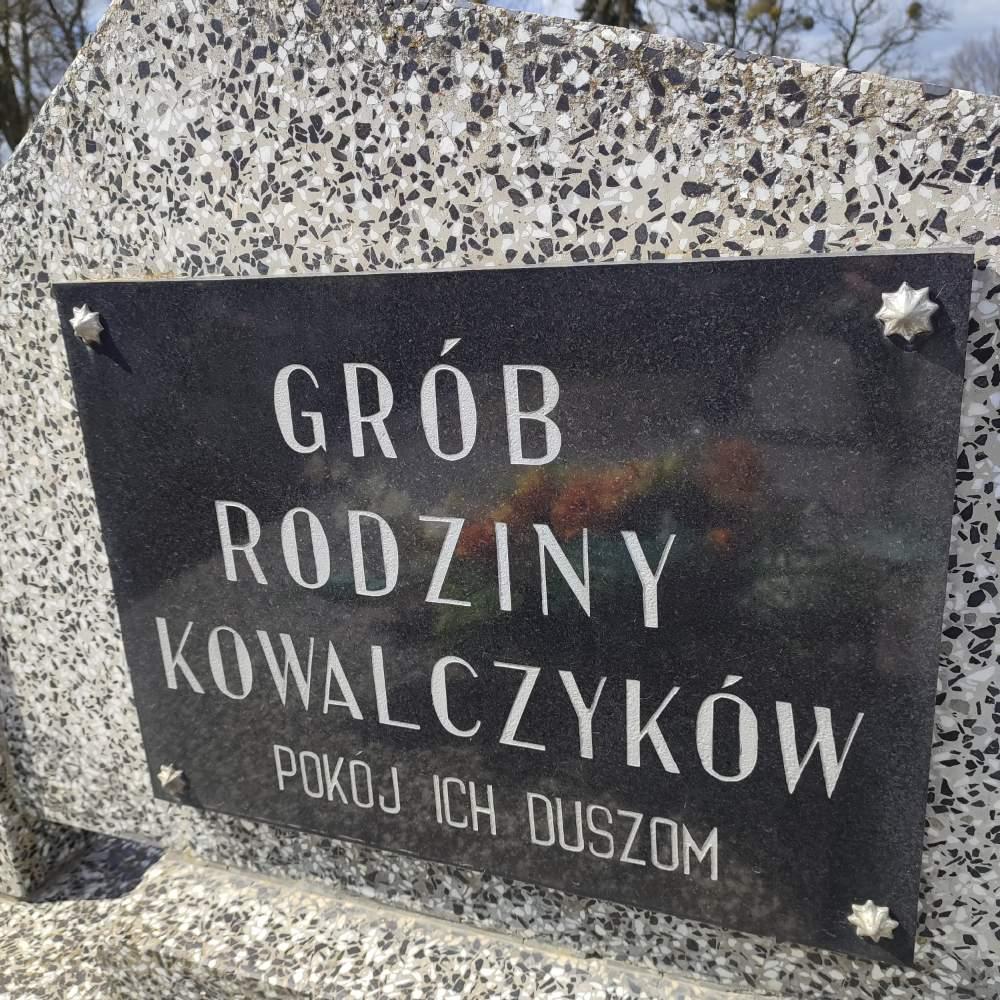 GRÓB
RODZINY
KOWALCZYKÓW
POKÓJ ICH DUSZOM